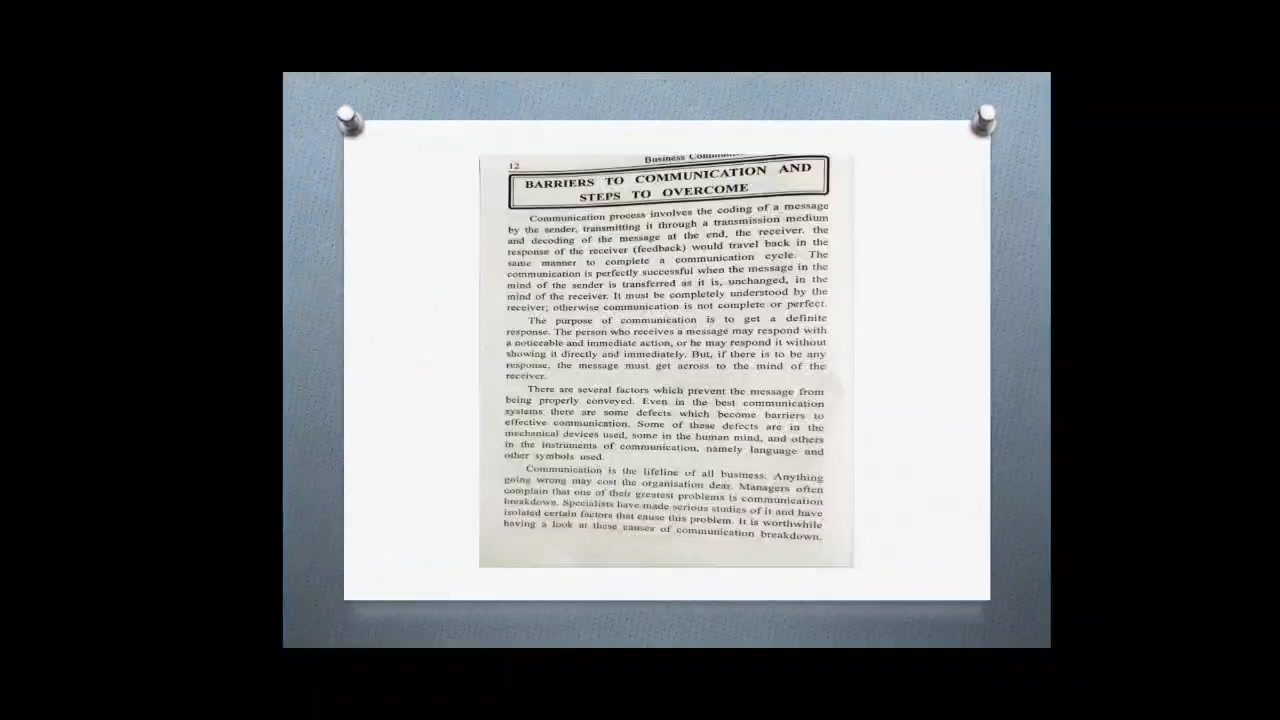 12
Business
BARRIERS TO COMMUNICATION AND
STEPS TO OVERCOME
Communication process involves the coding of a message
by the sender, transmitting it through a transmission medium
and decoding of the message at the end, the receiver. the
response of the receiver (feedback) would travel back in the
same manner to complete a communication cycle. The
communication is perfectly successful when the message in the
mind of the sender is transferred as it is, unchanged, in the
mind of the receiver. It must be completely understood by the
receiver; otherwise communication is not complete or perfect.
The purpose of communication is to get a definite
response. The person who receives a message may respond with
a noticeable and immediate action, or he may respond it without
showing it directly and immediately. But, if there is to be any
response, the message must get across to the mind of the
receiver.
There are several factors which prevent the message from
being properly conveyed. Even in the best communication
systems there are some defects which become barriers to
effective communication. Some of these defects are in the
mechanical devices used, some in the human mind, and others
in the instruments of communication, namely language and
other symbols used.
Communication is the lifeline of all business. Anything
going wrong may cost the organisation dear. Managers often
complain that one of their greatest problems is communication
breakdown. Specialists have made serious studies of it and have
isolated certain factors that cause this problem. It is worthwhile
having a look at these causes of communication breakdown.